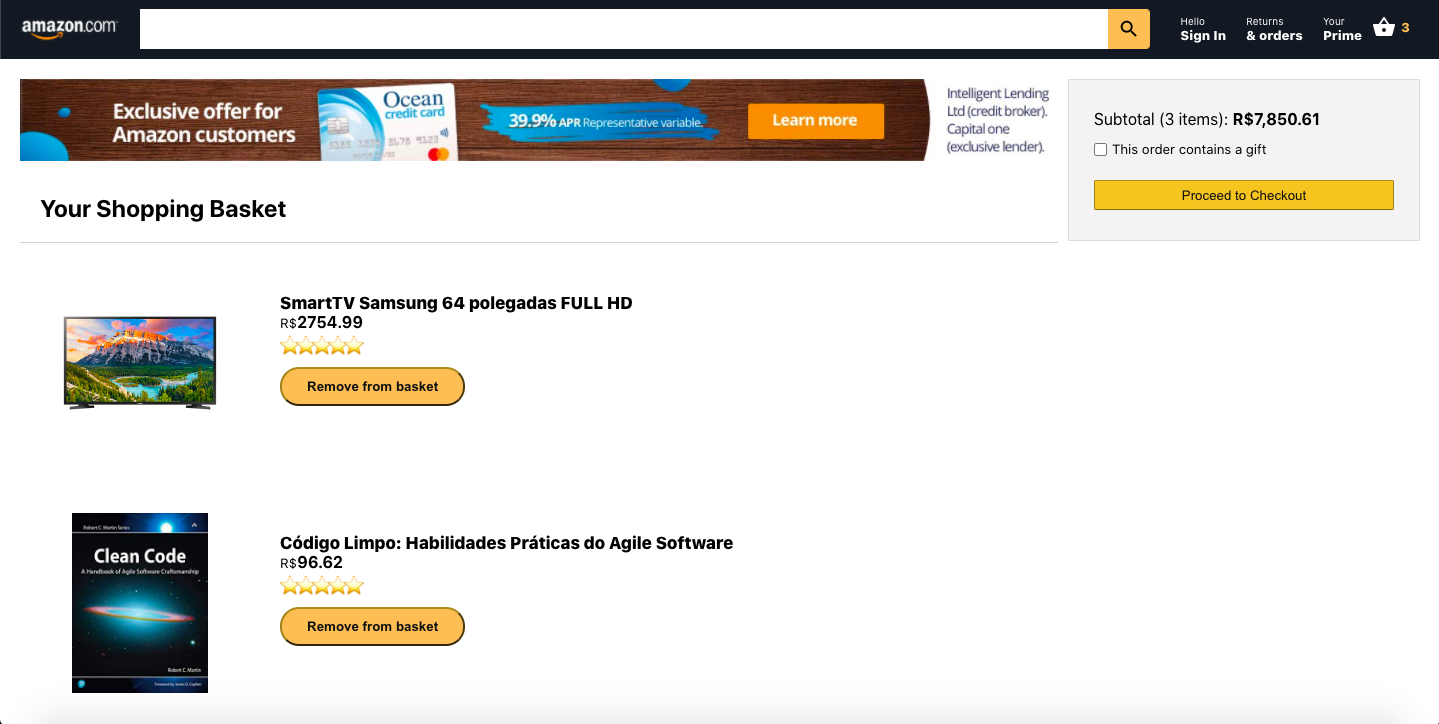 amazon.com
Hello
Sign In
Returns
& orders
Your
Prime
3
Exclusive offer for
Amazon customers
Ocean
credit card
39.9% APR Representative variable.
Learn more
Intelligent Lending
Ltd (credit broker).
Capital one
(exclusive lender).
Subtotal (3 items): R$7,850.61
This order contains a gift
Proceed to Checkout
Your Shopping Basket
SmartTV Samsung 64 polegadas FULL HD
R$2754.99
Remove from basket
Código Limpo: Habilidades Práticas do Agile Software
R$96.62
Remove from basket
Robert C. Martin Series
Clean Code
A Handbook of Agile Software Craftsmanship
Robert C. Martin
Foreword by James O. Coplien